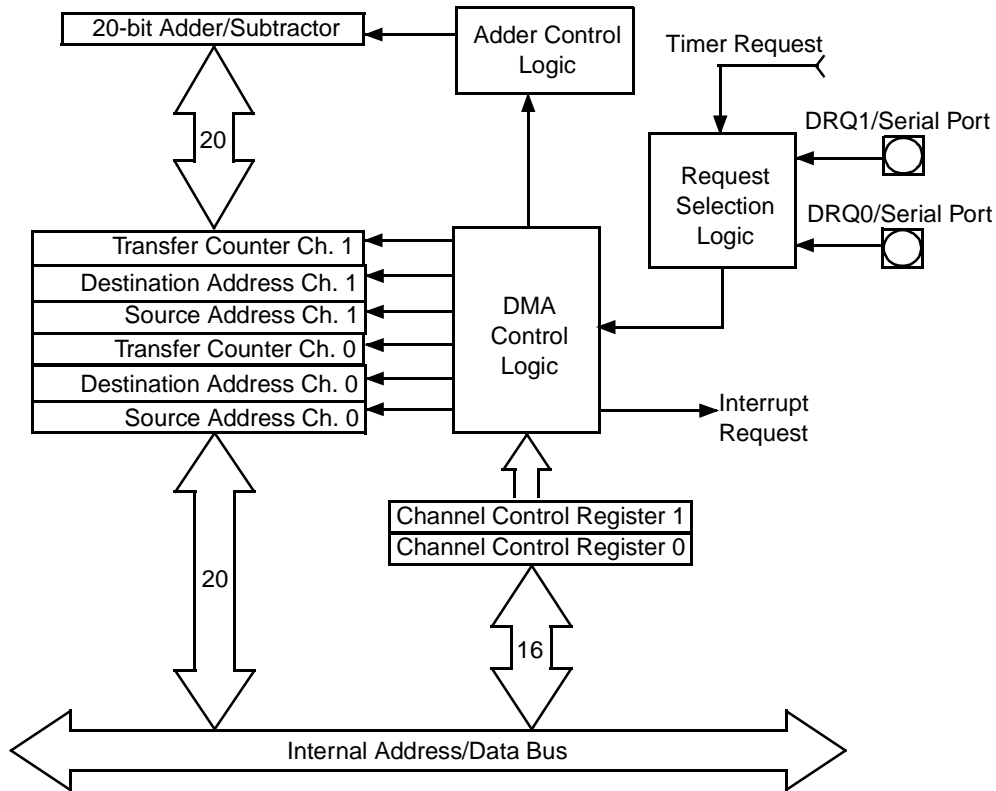 20-bit Adder/Subtractor
Adder Control
Logic
Timer Request
20
DRQ1/Serial Port
Request
Selection
Logic
DRQ0/Serial Port
Transfer Counter Ch. 1
Destination Address Ch. 1
Source Address Ch. 1
Transfer Counter Ch. 0
Destination Address Ch. 0
Source Address Ch. 0
DMA
Control
Logic
Interrupt
Request
Channel Control Register 1
Channel Control Register 0
20
16
Internal Address/Data Bus